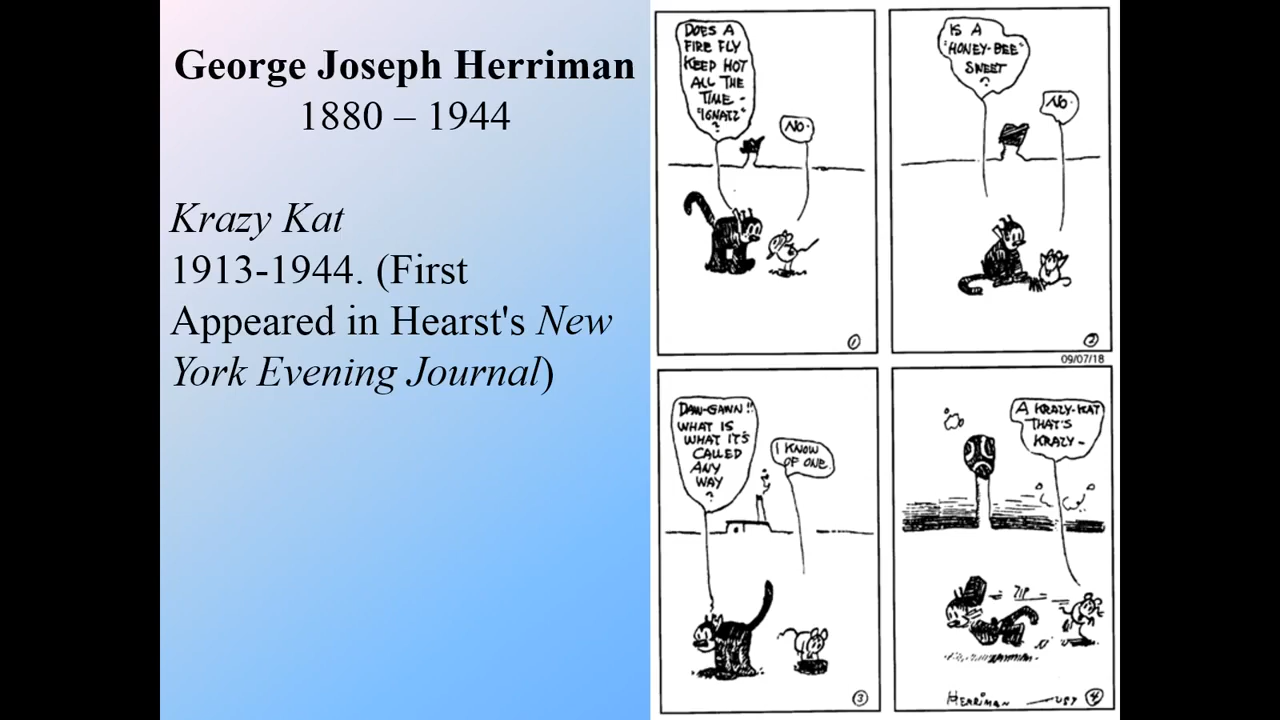 George Joseph Herriman
1880 – 1944
Krazy Kat
1913-1944. (First
Appeared in Hearst's New
York Evening Journal)
DOES A
FIRE FLY
KEEP HOT
ALL THE
TIME -
"IGNATZ"
?
NO.
1
IS A
"HONEY-BEE"
SWEET
?
NO.
2
09/07/18
DAW-GAWN!!
WHAT IS
WHAT IT'S
CALLED
ANY
WAY
?
I KNOW
OF ONE.
3
A KRAZY-KAT
THAT'S
KRAZY -
ZIP
HERRIMAN
4